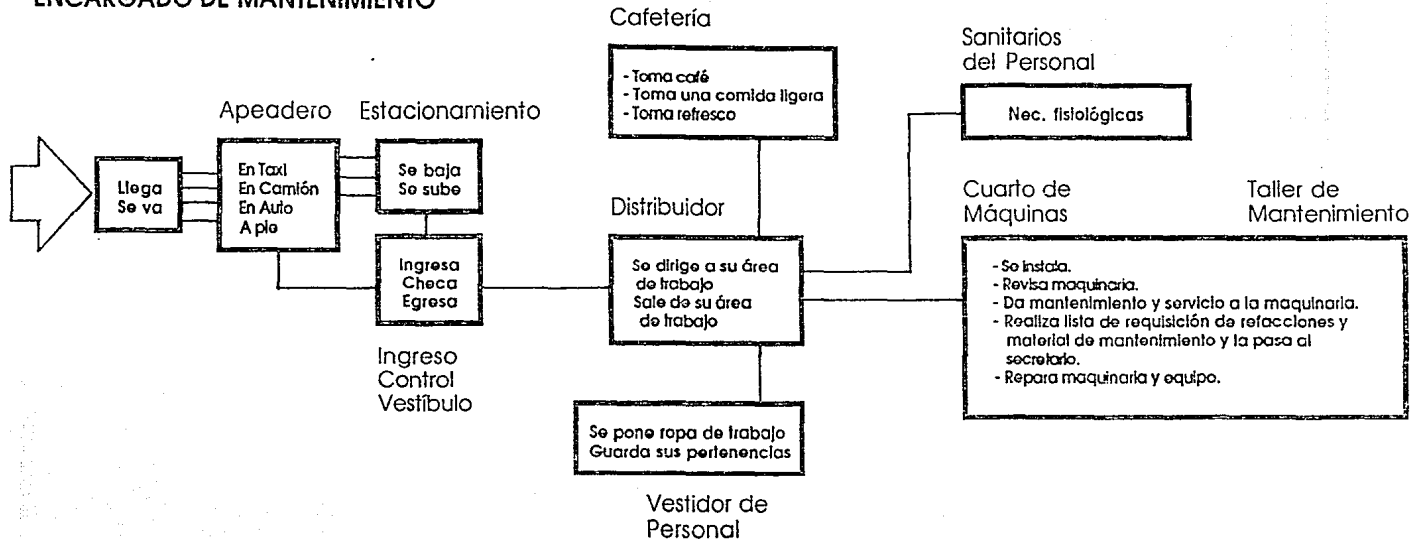 ENCARGADO DE MANTENIMIENTO
Llega
Se va
Apeadero
En Taxi
En Camión
En Auto
A pie
Estacionamiento
Se baja
Se sube
Ingresa
Checa
Egresa
Ingreso
Control
Vestíbulo
Cafetería
- Toma café
- Toma una comida ligera
- Toma refresco
Distribuidor
Se dirige a su área
de trabajo
Sale de su área
de trabajo
Se pone ropa de trabajo
Guarda sus pertenencias
Vestidor de
Personal
Sanitarios
del Personal
Nec. fisiológicas
Cuarto de
Máquinas
Taller de
Mantenimiento
- Se instala.
- Revisa maquinaria.
- Da mantenimiento y servicio a la maquinaria.
- Realiza lista de requisición de refacciones y
material de mantenimiento y la pasa al
secretario.
- Repara maquinaria y equipo.